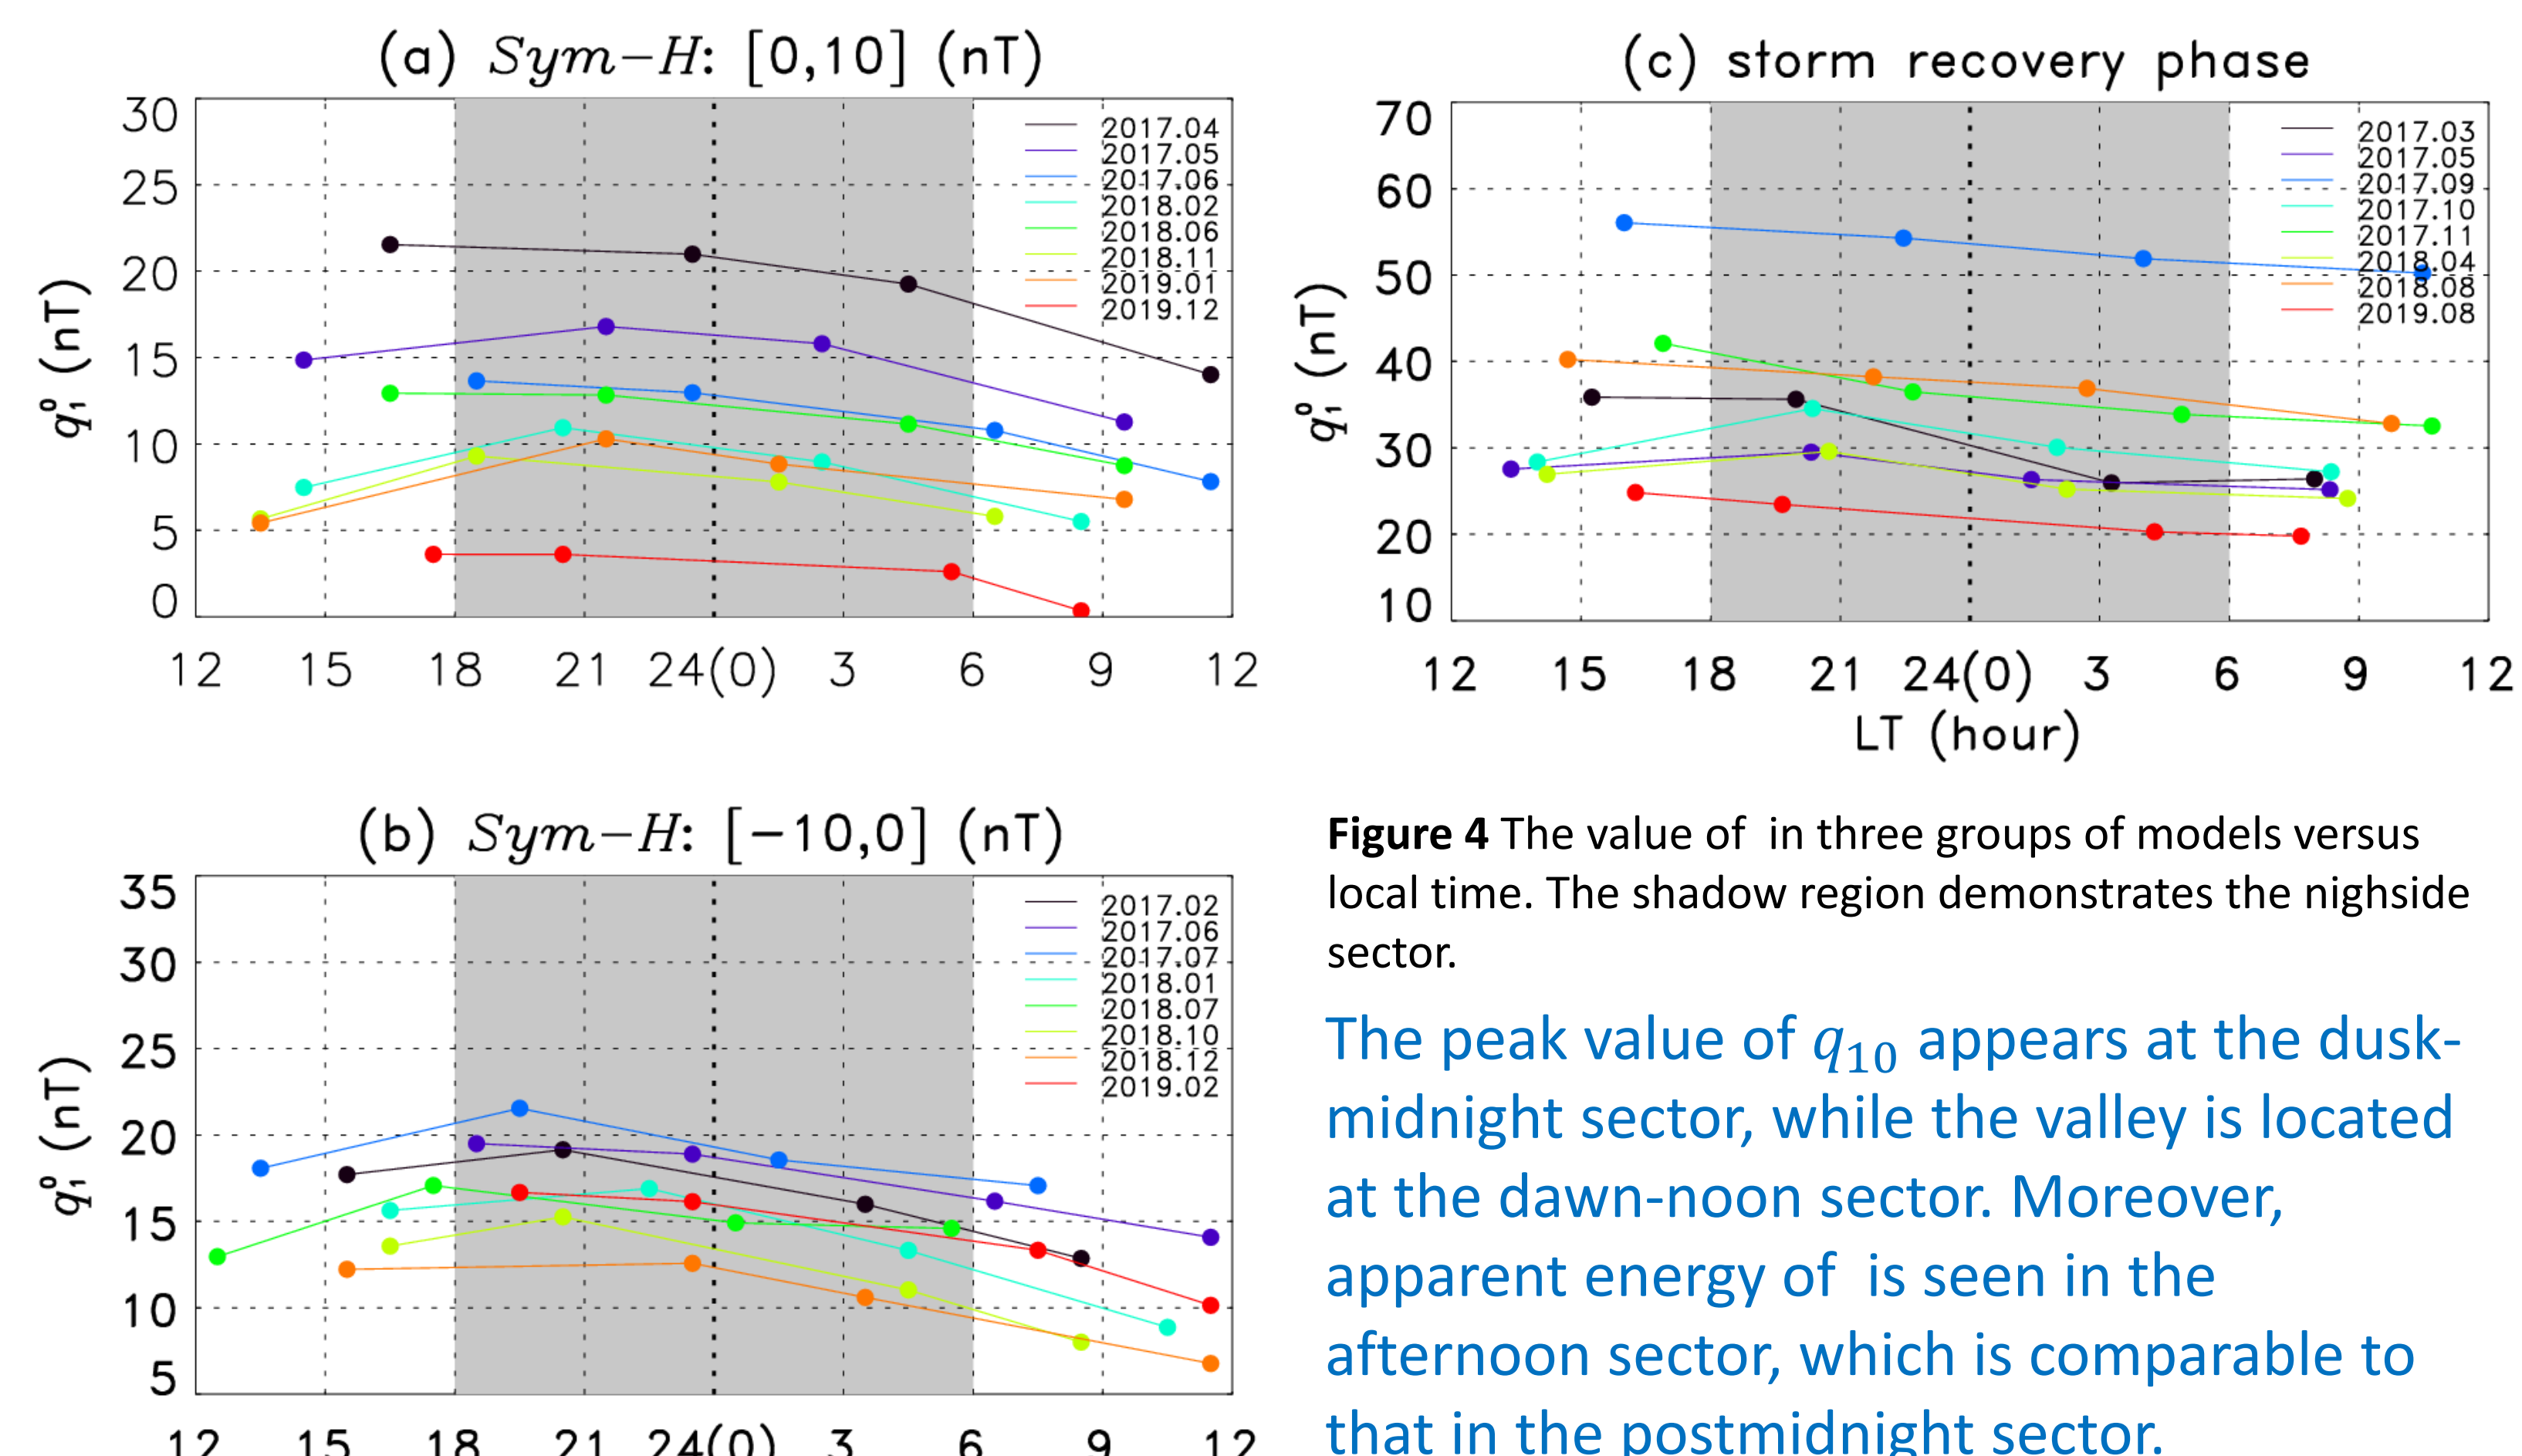 (a) Sym−H: [0,10] (nT)
30
25
20
15
10
5
0
q₁⁰ (nT)
2017.04
2017.05
2017.06
2018.02
2018.06
2018.11
2019.01
2019.12
12 15 18 21 24(0) 3 6 9 12
(b) Sym−H: [−10,0] (nT)
35
30
25
20
15
10
5
q₁⁰ (nT)
2017.02
2017.06
2017.07
2018.01
2018.07
2018.10
2018.12
2019.02
12 15 18 21 24(0) 3 6 9 12
(c) storm recovery phase
70
60
50
40
30
20
10
q₁⁰ (nT)
2017.03
2017.05
2017.09
2017.10
2017.11
2018.04
2018.08
2019.08
12 15 18 21 24(0) 3 6 9 12
LT (hour)
Figure 4 The value of in three groups of models versus
local time. The shadow region demonstrates the nighside
sector.
The peak value of q₁₀ appears at the dusk-
midnight sector, while the valley is located
at the dawn-noon sector. Moreover,
apparent energy of is seen in the
afternoon sector, which is comparable to
that in the postmidnight sector.